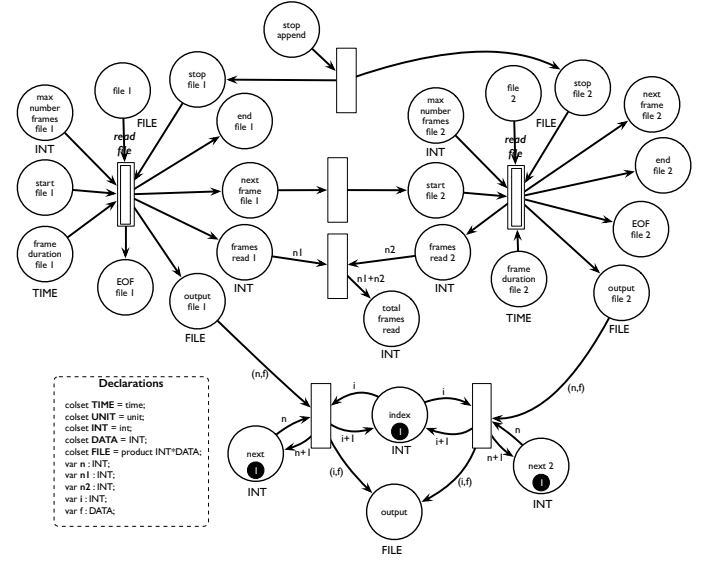 stop
append
stop
file 1
stop
file 2
file 1
file
2
max
number
frames
file 1
INT
FILE
read
file
end
file 1
max
number
frames
file 2
INT
FILE
read
file
next
frame
file 2
end
file 2
start
file 1
next
frame
file 1
start
file 2
EOF
file 2
frame
duration
file 1
TIME
EOF
file 1
frames
read 1
INT
n1
n2
n1+n2
frames
read 2
INT
frame
duration
file 2
TIME
output
file 1
FILE
total
frames
read
INT
output
file 2
FILE
(n,f)
(n,f)
Declarations
colset TIME = time;
colset UNIT = unit;
colset INT = int;
colset DATA = INT;
colset FILE = product INT*DATA;
var n : INT;
var n1 : INT;
var n2 : INT;
var i : INT;
var f : DATA;
i
i
index
1
INT
i+1
i+1
n
n+1
next
1
INT
n
n+1
next 2
1
INT
(i,f)
(i,f)
output
FILE